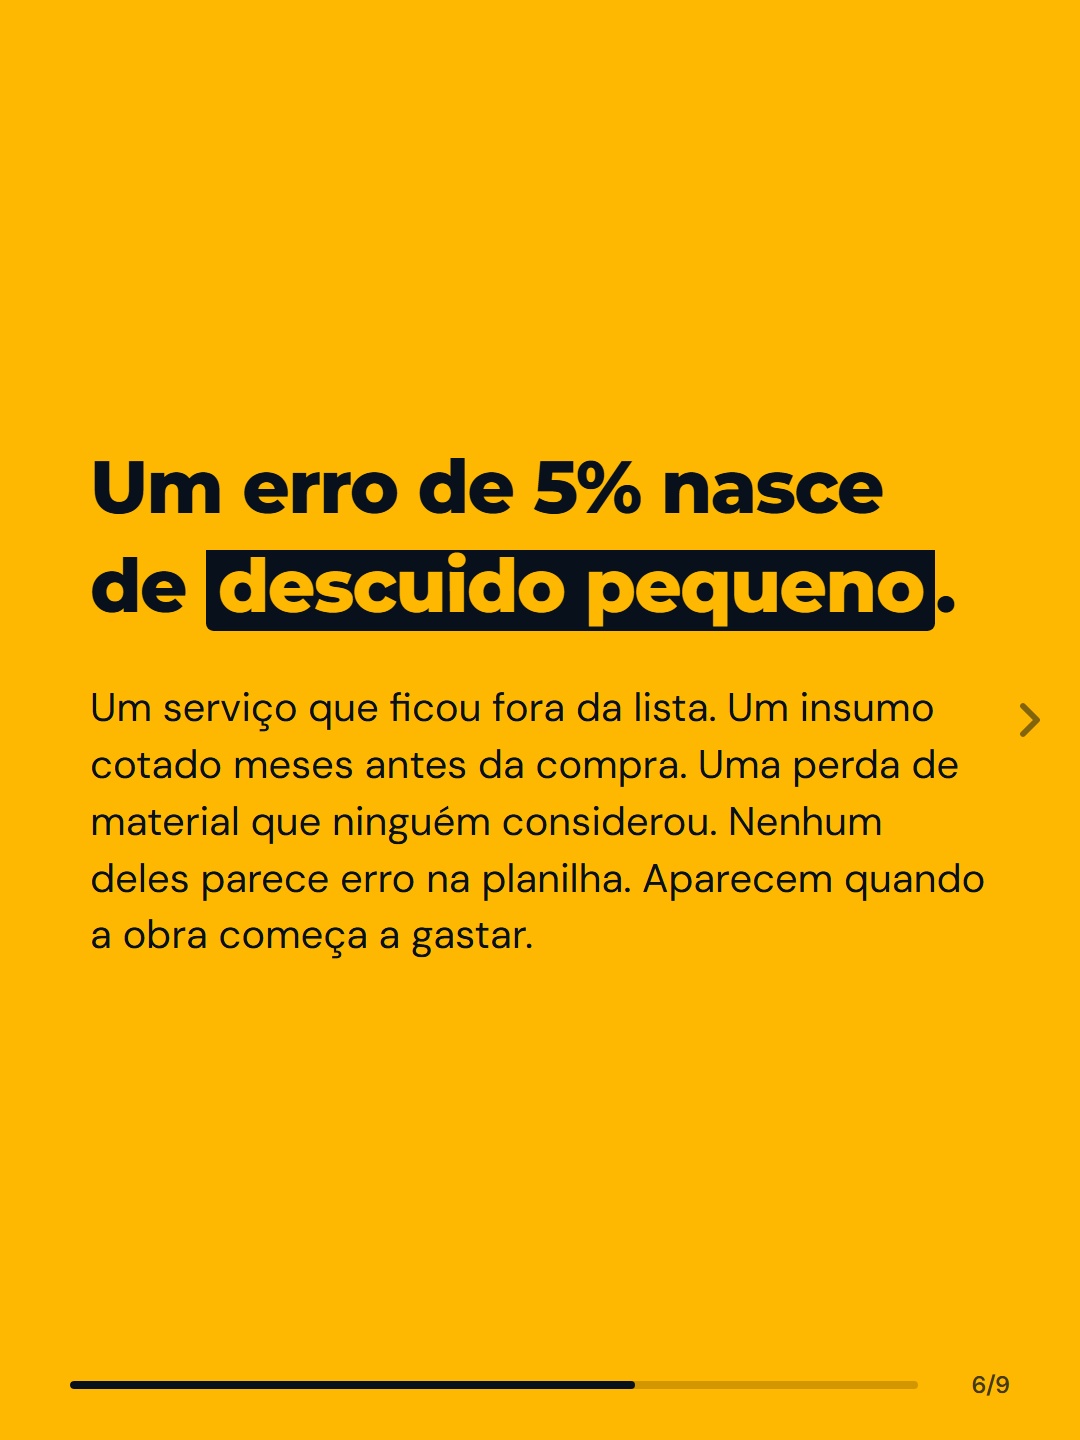 Um erro de 5% nasce
de descuido pequeno.
Um serviço que ficou fora da lista. Um insumo
cotado meses antes da compra. Uma perda de
material que ninguém considerou. Nenhum
deles parece erro na planilha. Aparecem quando
a obra começa a gastar.
6/9